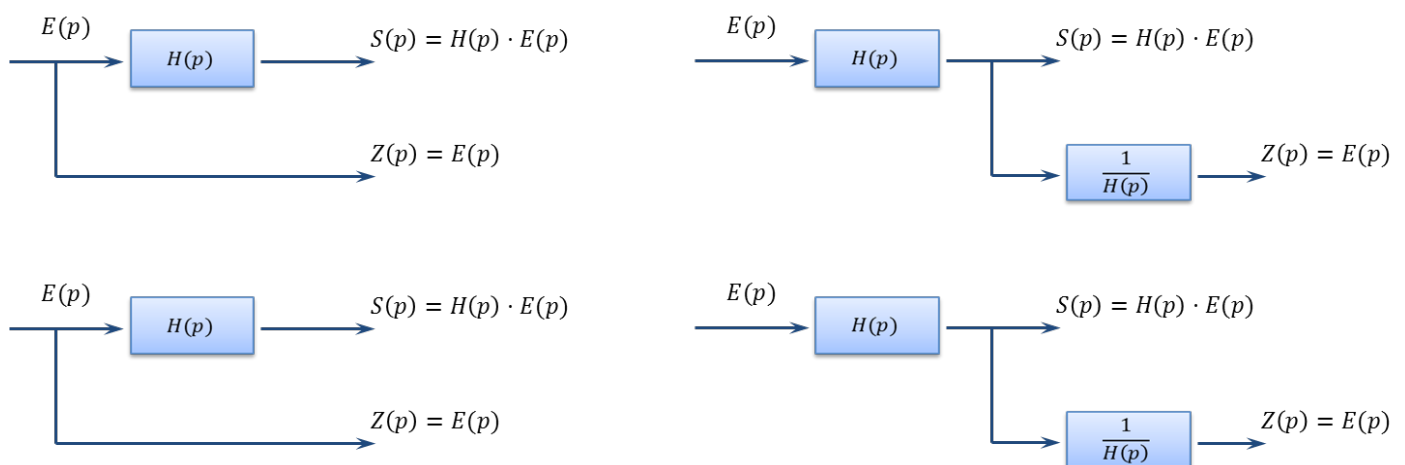 E(p)
H(p)
S(p) = H(p) · E(p)
Z(p) = E(p)
E(p)
H(p)
S(p) = H(p) · E(p)
1
H(p)
Z(p) = E(p)
E(p)
H(p)
S(p) = H(p) · E(p)
Z(p) = E(p)
E(p)
H(p)
S(p) = H(p) · E(p)
1
H(p)
Z(p) = E(p)